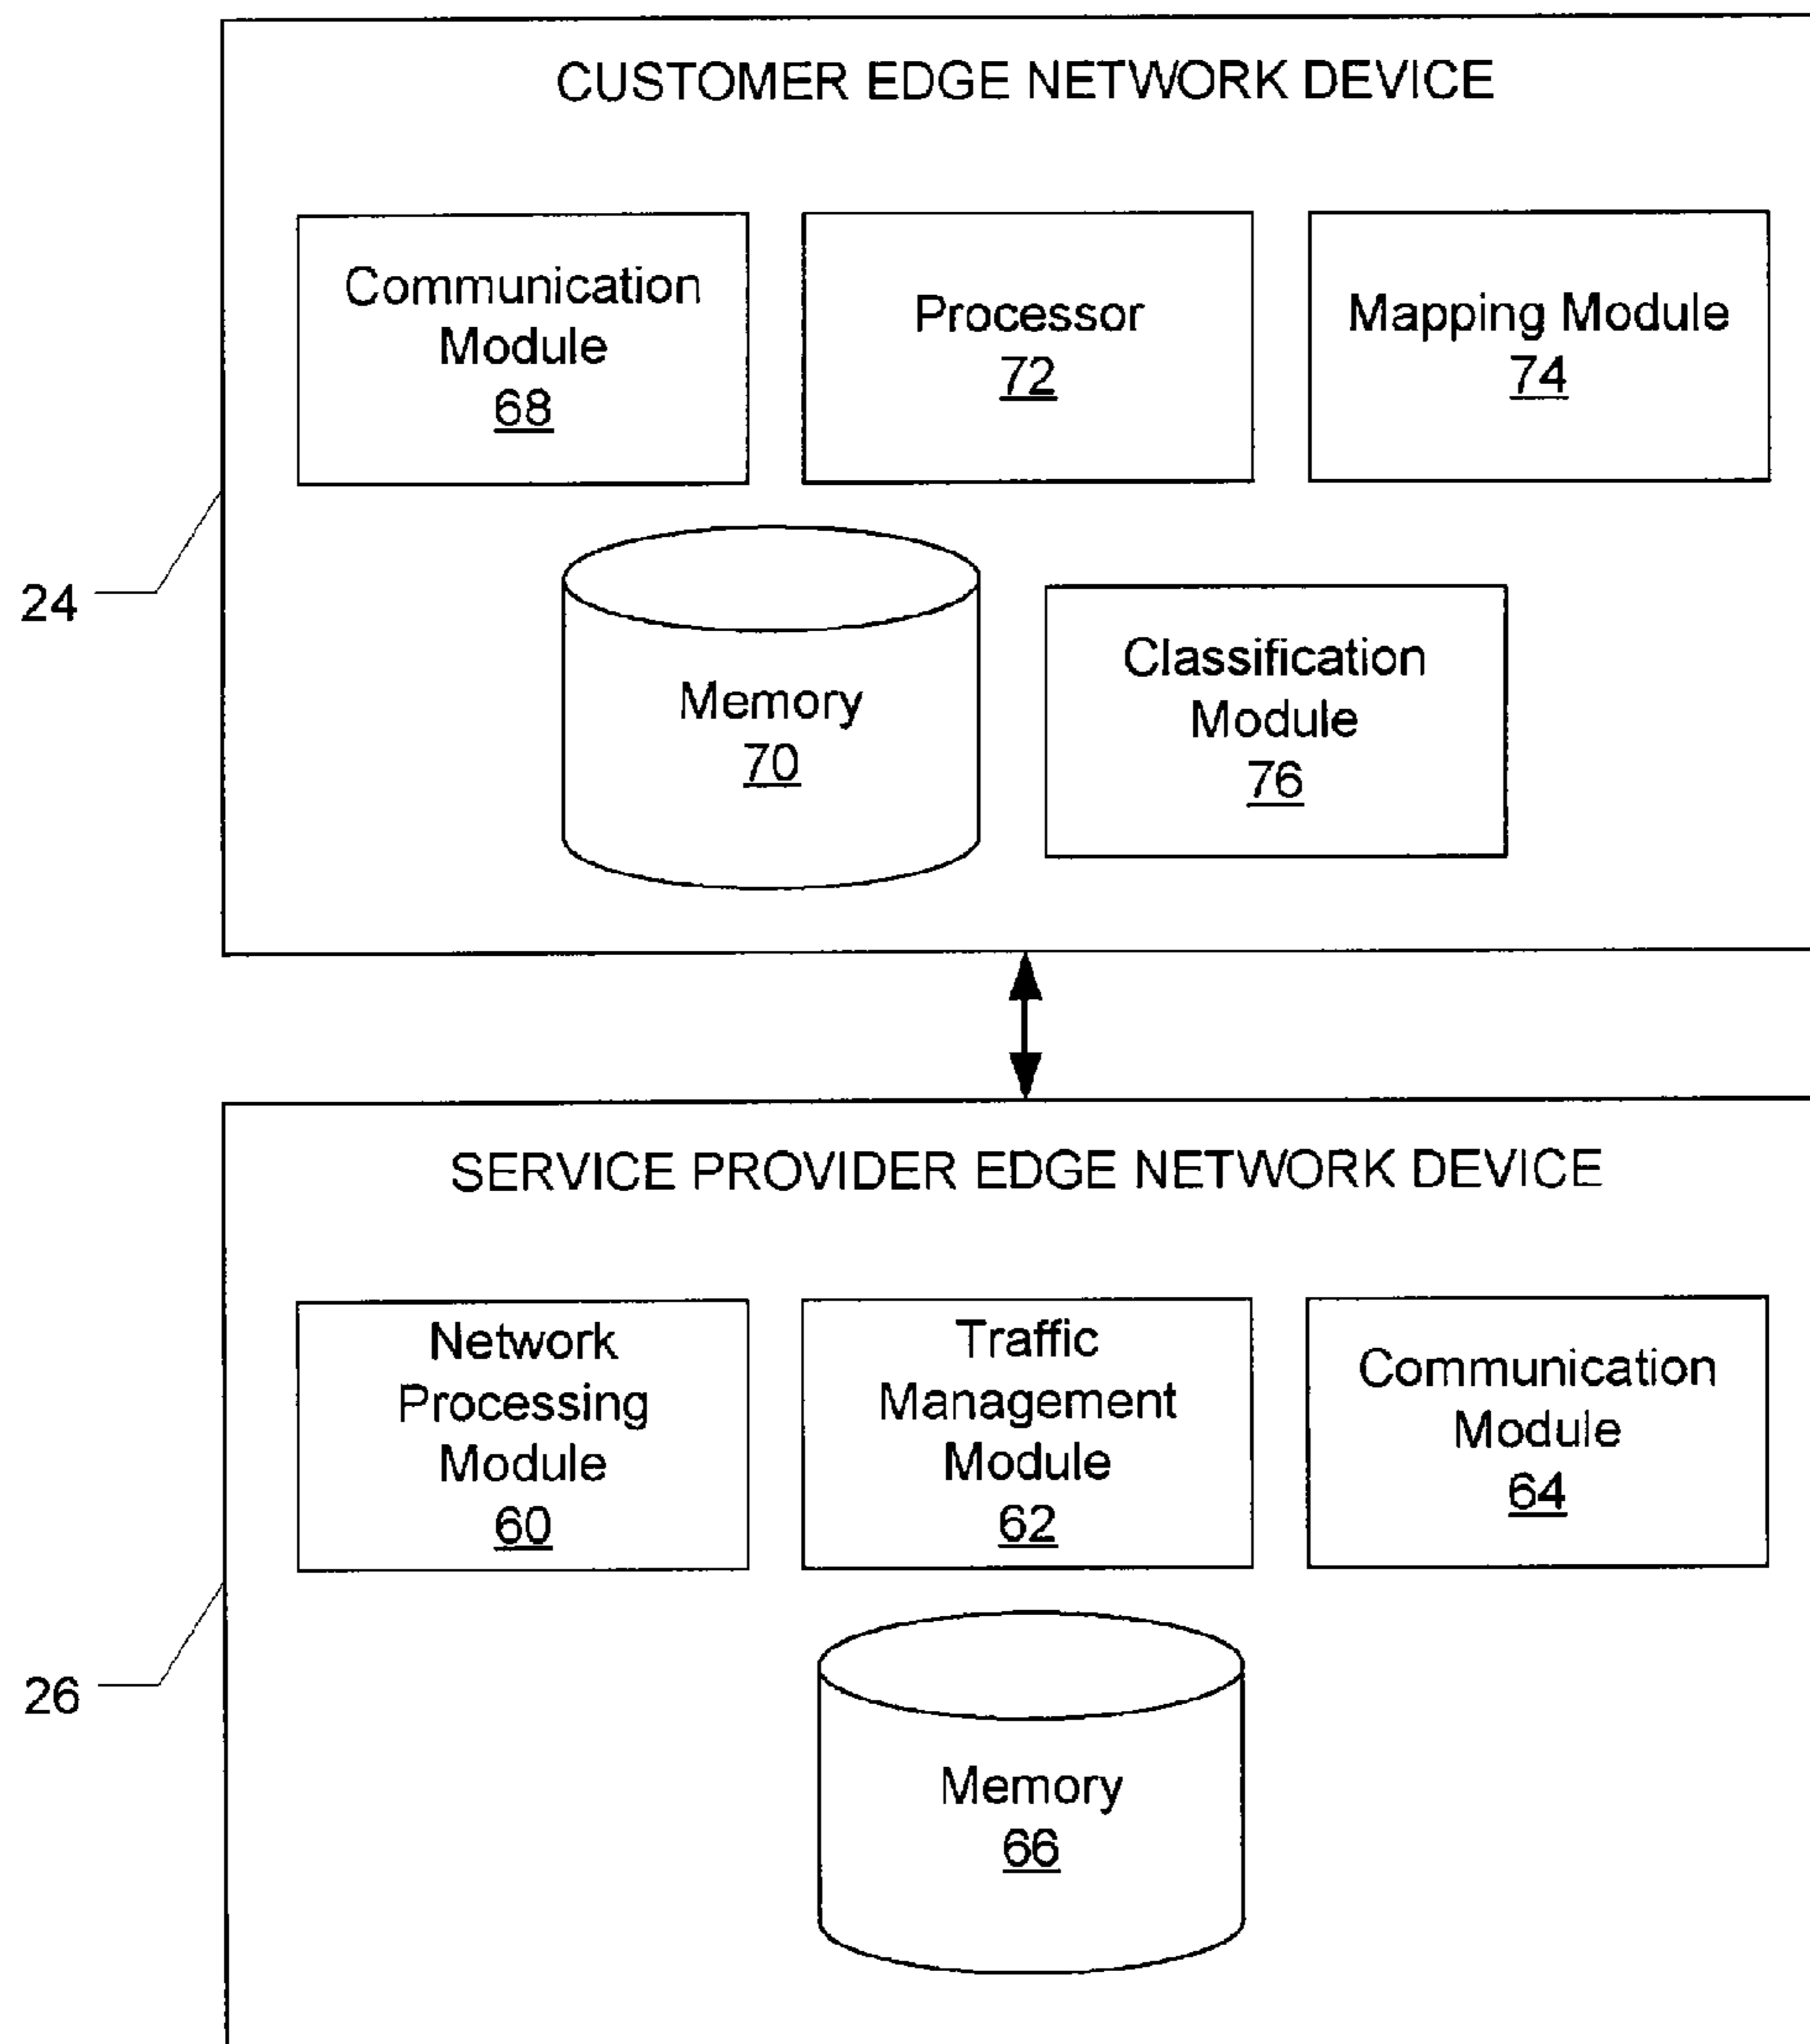 CUSTOMER EDGE NETWORK DEVICE
Communication
Module
68
Processor
72
Mapping Module
74
24
Memory
70
Classification
Module
76
SERVICE PROVIDER EDGE NETWORK DEVICE
Network
Processing
Module
60
Traffic
Management
Module
62
Communication
Module
64
26
Memory
66